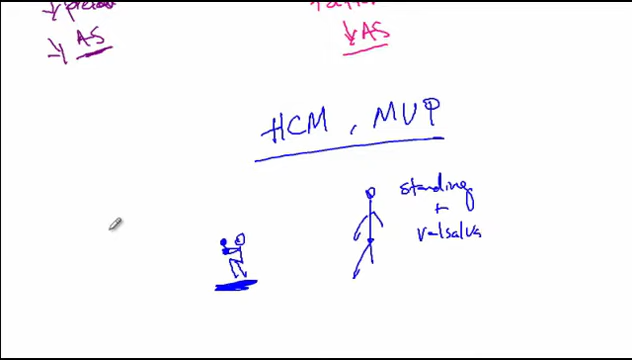 ↓ AS
↓ AS
HCM, MVP
standing
+
valsalva